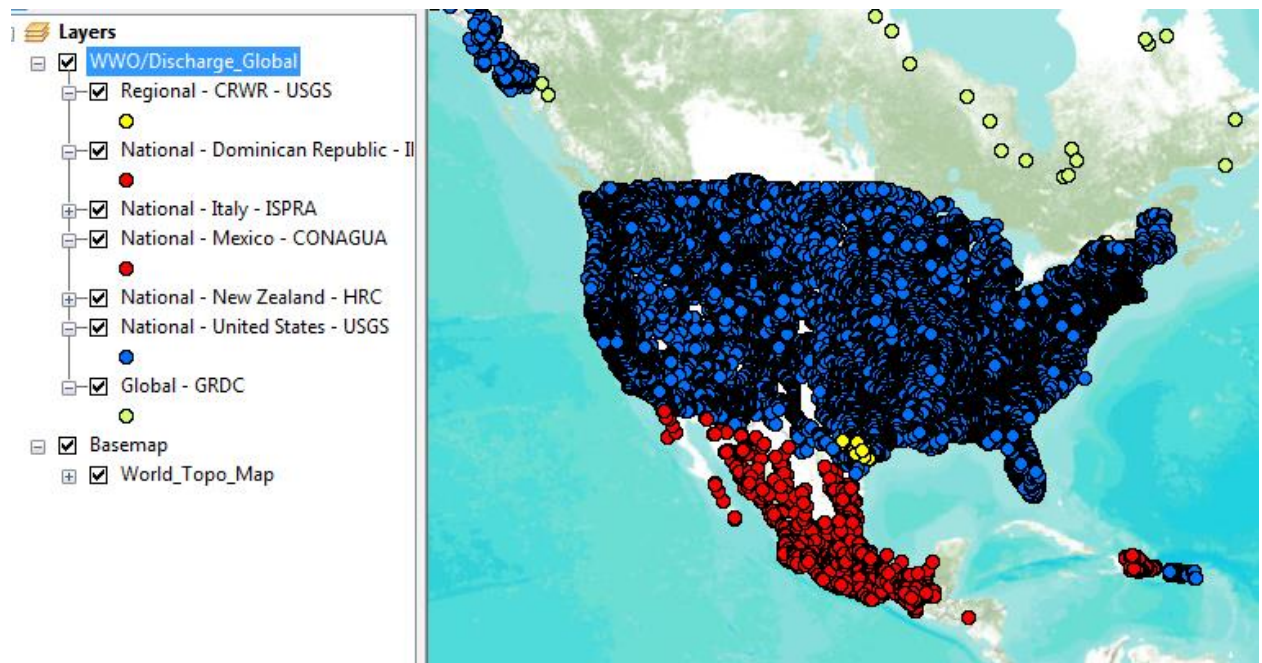 Layers
WWO/Discharge_Global
Regional - CRWR - USGS
National - Dominican Republic - II
National - Italy - ISPRA
National - Mexico - CONAGUA
National - New Zealand - HRC
National - United States - USGS
Global - GRDC
Basemap
World_Topo_Map